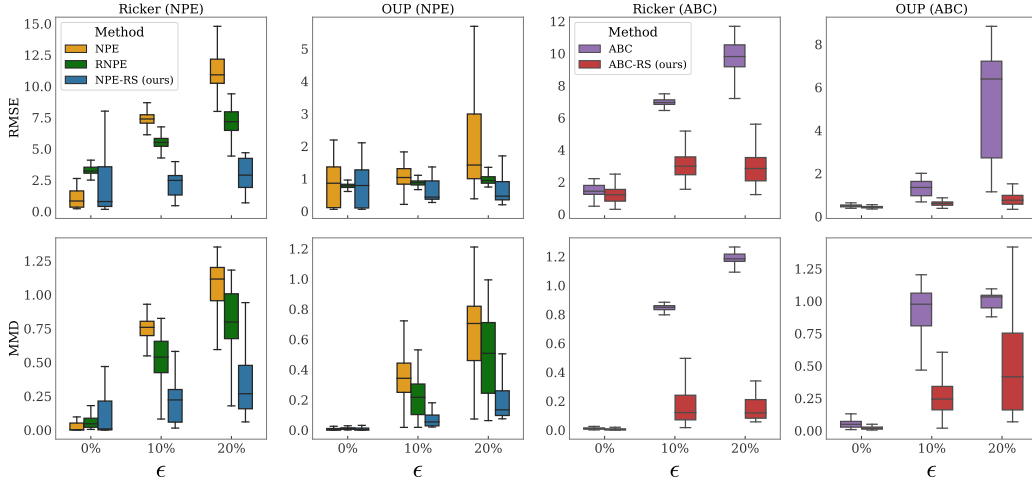 Ricker (NPE)
OUP (NPE)
Ricker (ABC)
OUP (ABC)
RMSE
15.0
12.5
10.0
7.5
5.0
2.5
0.0
Method
NPE
RNPE
NPE-RS (ours)
5
4
3
2
1
0
12
10
8
6
4
2
0
Method
ABC
ABC-RS (ours)
8
6
4
2
0
MMD
1.25
1.00
0.75
0.50
0.25
0.00
0% 10% 20%
ϵ
1.2
1.0
0.8
0.6
0.4
0.2
0.0
0% 10% 20%
ϵ
1.2
1.0
0.8
0.6
0.4
0.2
0.0
0% 10% 20%
ϵ
1.25
1.00
0.75
0.50
0.25
0.00
0% 10% 20%
ϵ